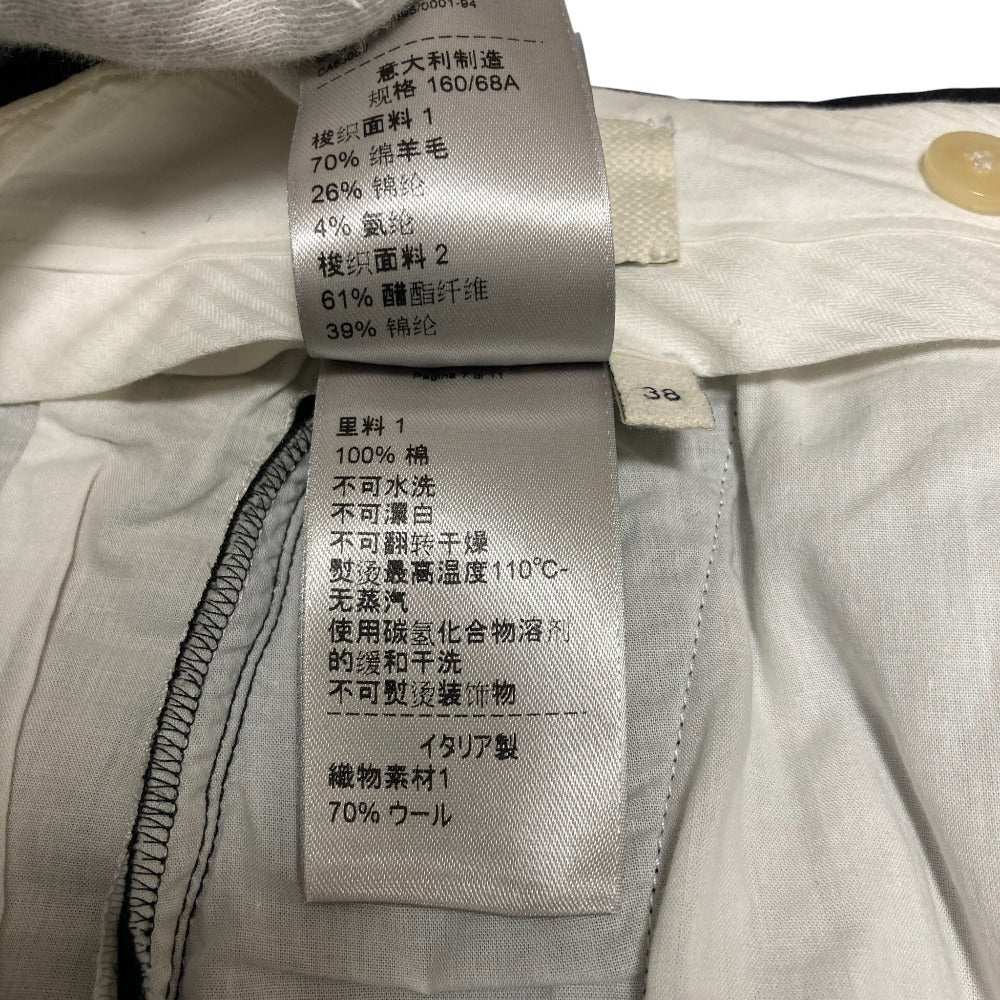 意大利制造
规格 160/68A
梭织面料 1
70% 绵羊毛
26% 锦纶
4% 氨纶
梭织面料 2
61% 醋酯纤维
39% 锦纶
38
里料 1
100% 棉
不可水洗
不可漂白
不可翻转干燥
熨烫最高温度110°C-
无蒸汽
使用碳氢化合物溶剂
的缓和干洗
不可熨烫装饰物
イタリア製
織物素材1
70% ウール